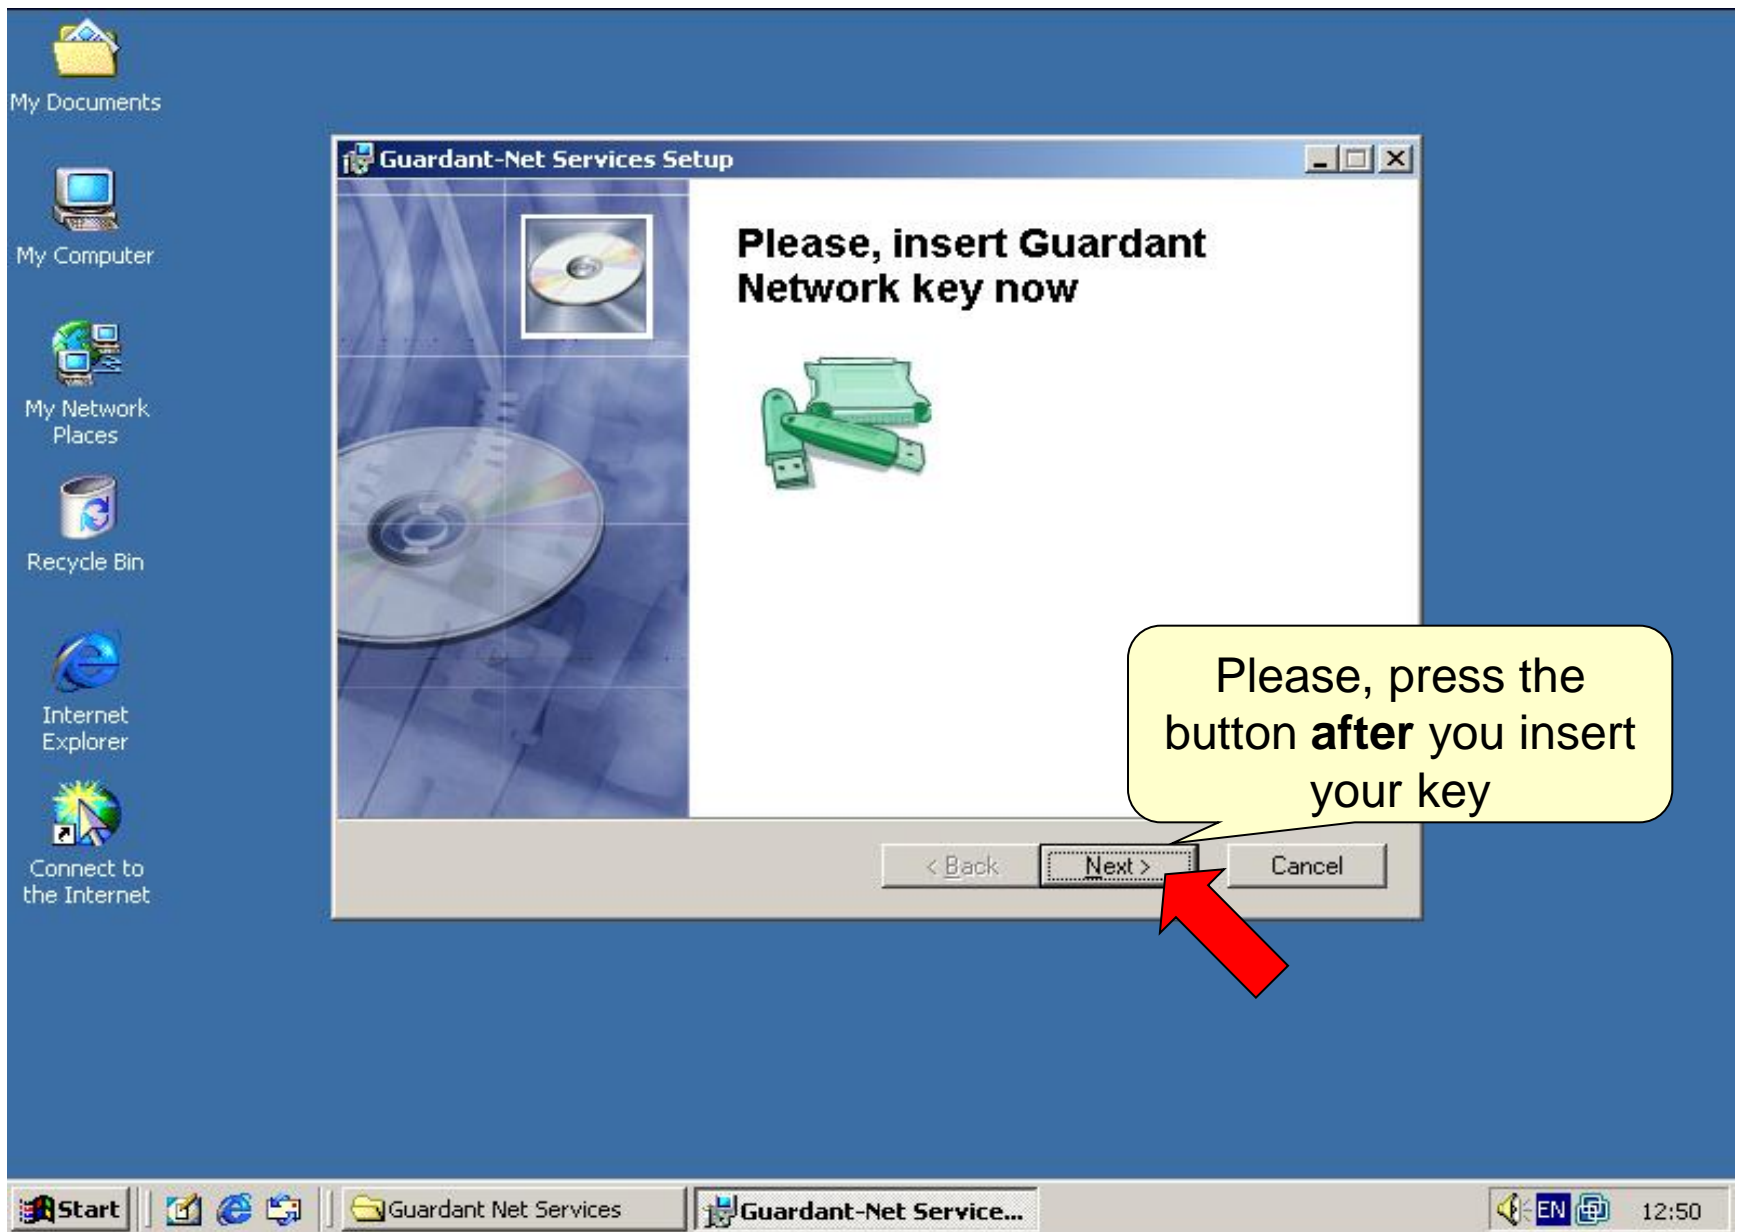 My Documents
My Computer
My Network
Places
Recycle Bin
Internet
Explorer
Connect to
the Internet
Guardant-Net Services Setup
Please, insert Guardant
Network key now
Please, press the
button after you insert
your key
< Back
Next >
Cancel
Start
Guardant Net Services
Guardant-Net Service...
EN
12:50